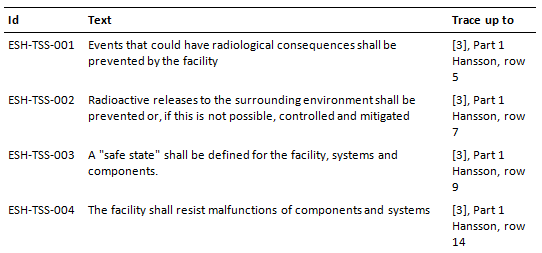 Id Text Trace up to
ESH-TSS-001 Events that could have radiological consequences shall be [3], Part 1
prevented by the facility Hansson, row
5
ESH-TSS-002 Radioactive releases to the surrounding environment shall be [3], Part 1
prevented or, if this is not possible, controlled and mitigated Hansson, row
7
ESH-TSS-003 A "safe state" shall be defined for the facility, systems and [3], Part 1
components. Hansson, row
9
ESH-TSS-004 The facility shall resist malfunctions of components and systems [3], Part 1
Hansson, row
14